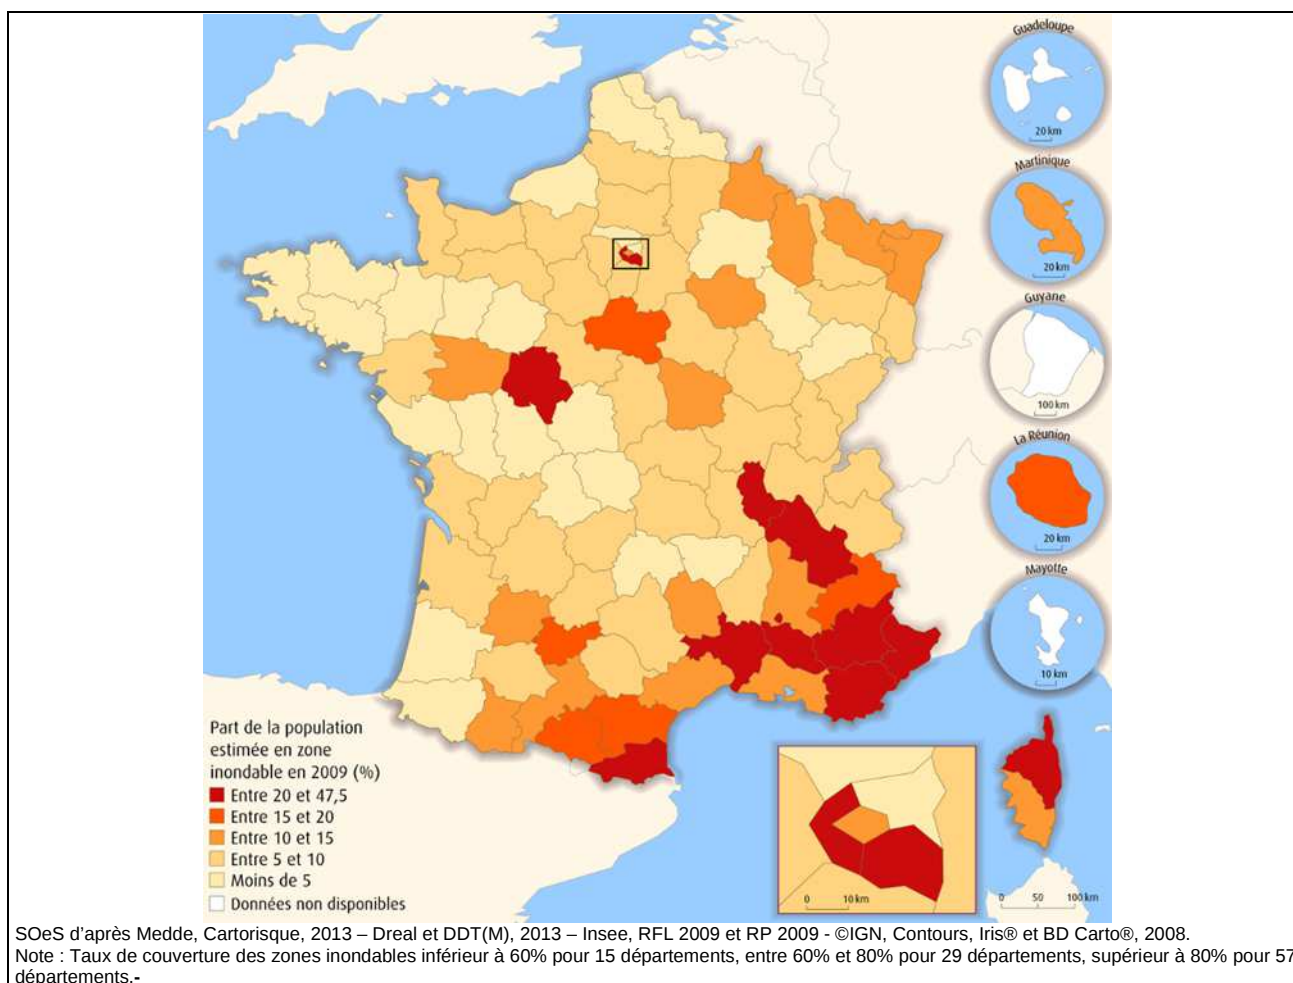 Guadeloupe
20 km
Martinique
20 km
Guyane
100 km
La Réunion
20 km
Mayotte
10 km
Part de la population
estimée en zone
inondable en 2009 (%)
Entre 20 et 47,5
Entre 15 et 20
Entre 10 et 15
Entre 5 et 10
Moins de 5
Données non disponibles
0 10 km
0 50 100 km
SOeS d’après Medde, Cartorisque, 2013 – Dreal et DDT(M), 2013 – Insee, RFL 2009 et RP 2009 - ©IGN, Contours, Iris® et BD Carto®, 2008.
Note : Taux de couverture des zones inondables inférieur à 60% pour 15 départements, entre 60% et 80% pour 29 départements, supérieur à 80% pour 57
départements.-